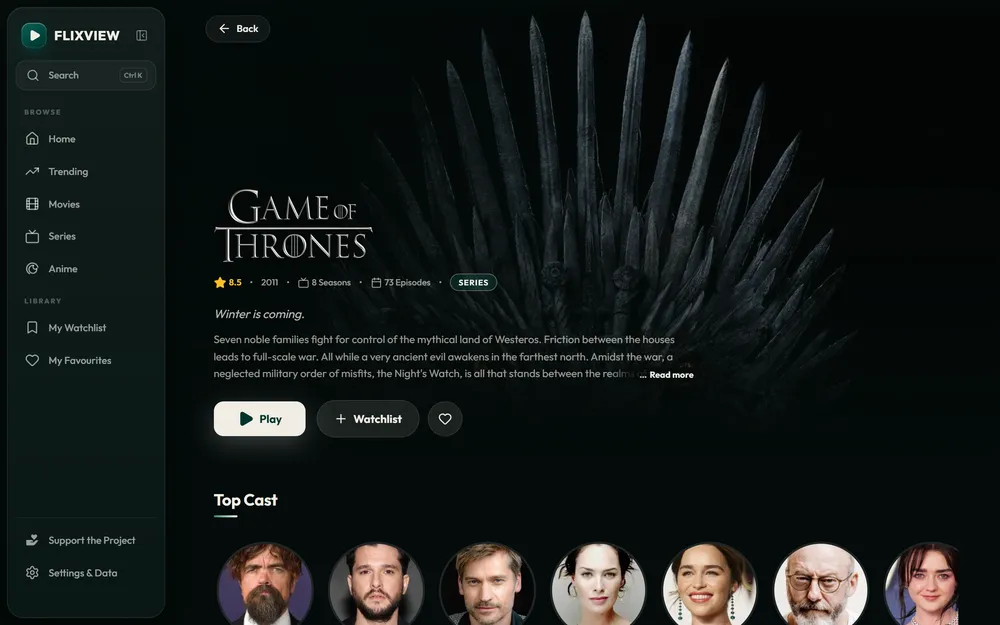 FLIXVIEW
Search
Ctrl K
BROWSE
Home
Trending
Movies
Series
Anime
LIBRARY
My Watchlist
My Favourites
Support the Project
Settings & Data
Back
GAME OF
THRONES
8.5 • 2011 • 8 Seasons • 73 Episodes • SERIES
Winter is coming.
Seven noble families fight for control of the mythical land of Westeros. Friction between the houses
leads to full-scale war. All while a very ancient evil awakens in the farthest north. Amidst the war, a
neglected military order of misfits, the Night's Watch, is all that stands between the realms ... Read more
Play
Watchlist
Top Cast